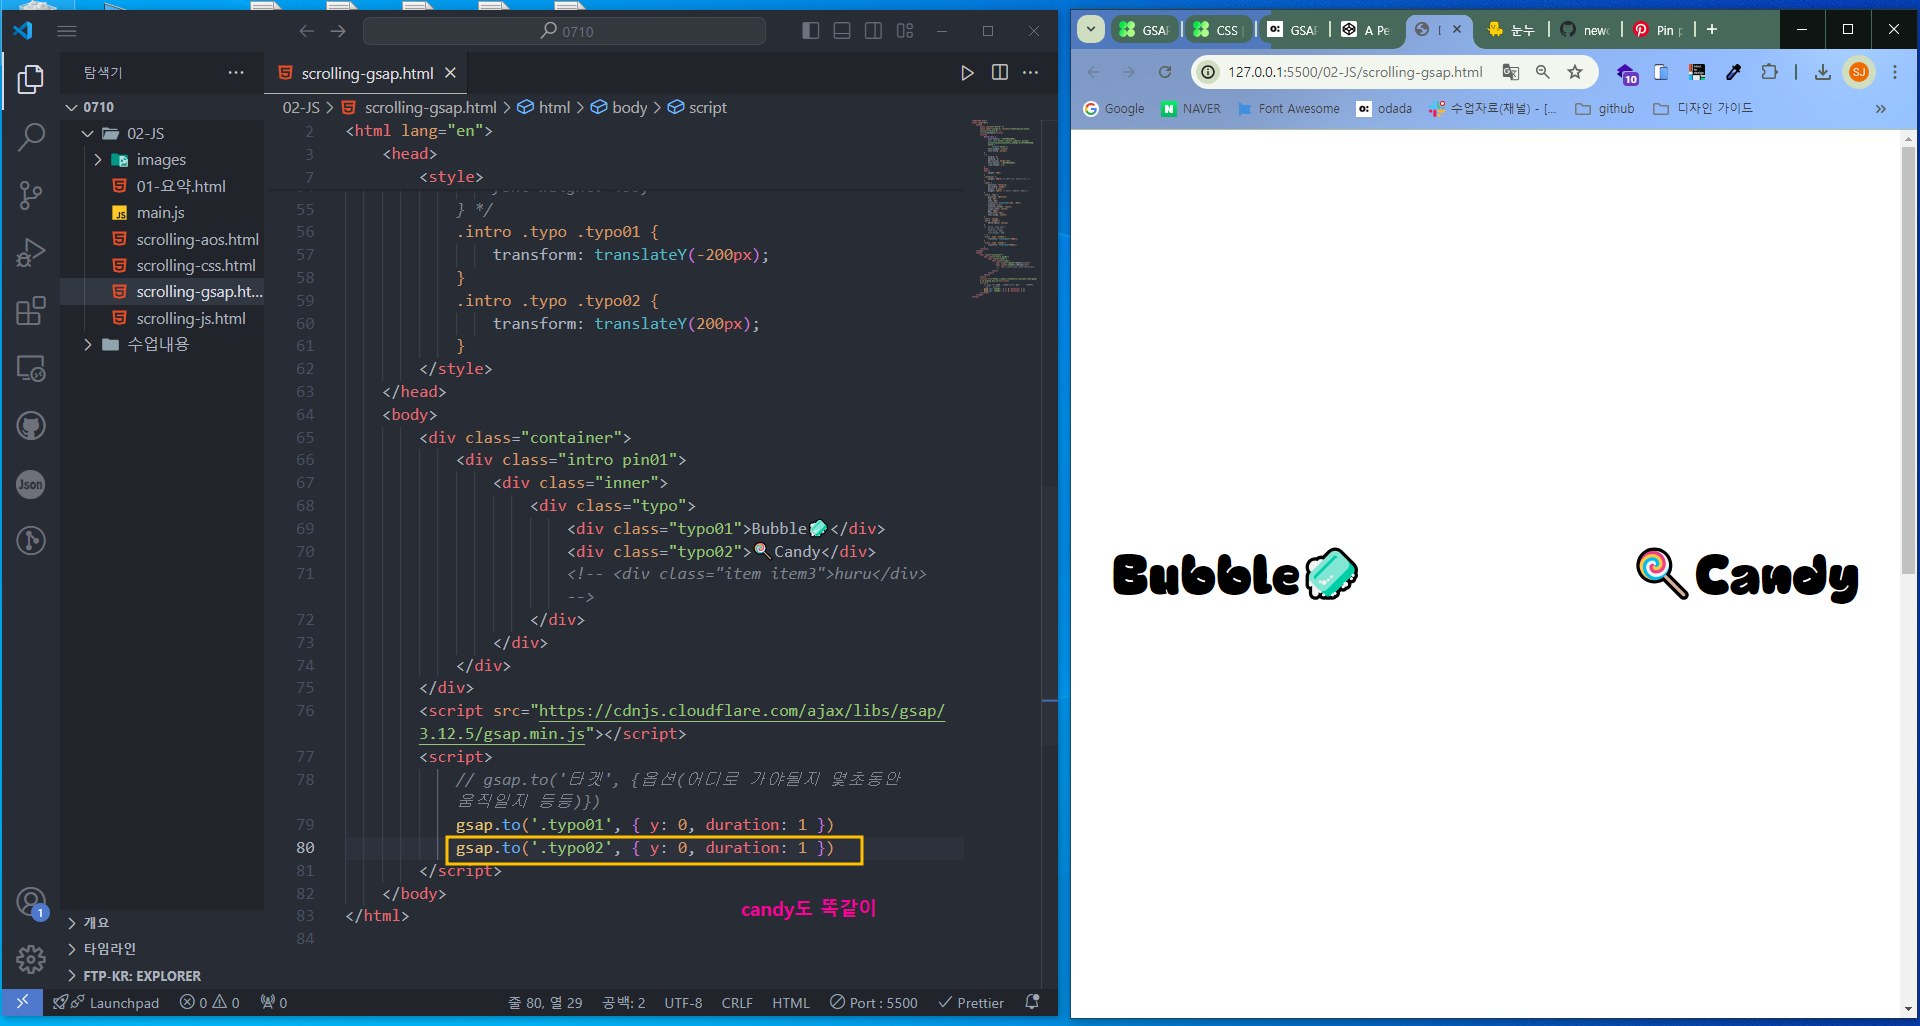 0710
GSAP
CSS
GSAP
A Pe
눈누
Pin
탐색기
scrolling-gsap.html
127.0.0.1:5500/02-JS/scrolling-gsap.html
10
SJ
Google
NAVER
Font Awesome
odada
수업자료(채널) - [...
github
디자인 가이드
0710
02-JS
images
01-요약.html
main.js
scrolling-aos.html
scrolling-css.html
scrolling-gsap.ht...
scrolling-js.html
수업내용
02-JS > scrolling-gsap.html > html > body > script
2 <html lang="en">
3 <head>
7 <style>
55 } */
56 .intro .typo .typo01 {
57 transform: translateY(-200px);
58 }
59 .intro .typo .typo02 {
60 transform: translateY(200px);
61 }
62 </style>
63 </head>
64 <body>
65 <div class="container">
66 <div class="intro pin01">
67 <div class="inner">
68 <div class="typo">
69 <div class="typo01">Bubble🧼</div>
70 <div class="typo02">🍭Candy</div>
71 <!-- <div class="item item3">huru</div>
-->
72 </div>
73 </div>
74 </div>
75 </div>
76 <script src="https://cdnjs.cloudflare.com/ajax/libs/gsap/
3.12.5/gsap.min.js"></script>
77 <script>
78 // gsap.to('타겟', {옵션(어디로 가야될지 몇초동안
움직일지 등등)})
79 gsap.to('.typo01', { y: 0, duration: 1 })
80 gsap.to('.typo02', { y: 0, duration: 1 })
81 </script>
82 </body>
83 </html>
84
candy도 똑같이
Json
1
개요
타임라인
FTP-KR: EXPLORER
Launchpad
0
0
0
줄 80, 열 29
공백: 2
UTF-8
CRLF
HTML
Port : 5500
Prettier
Bubble🧼
🍭Candy